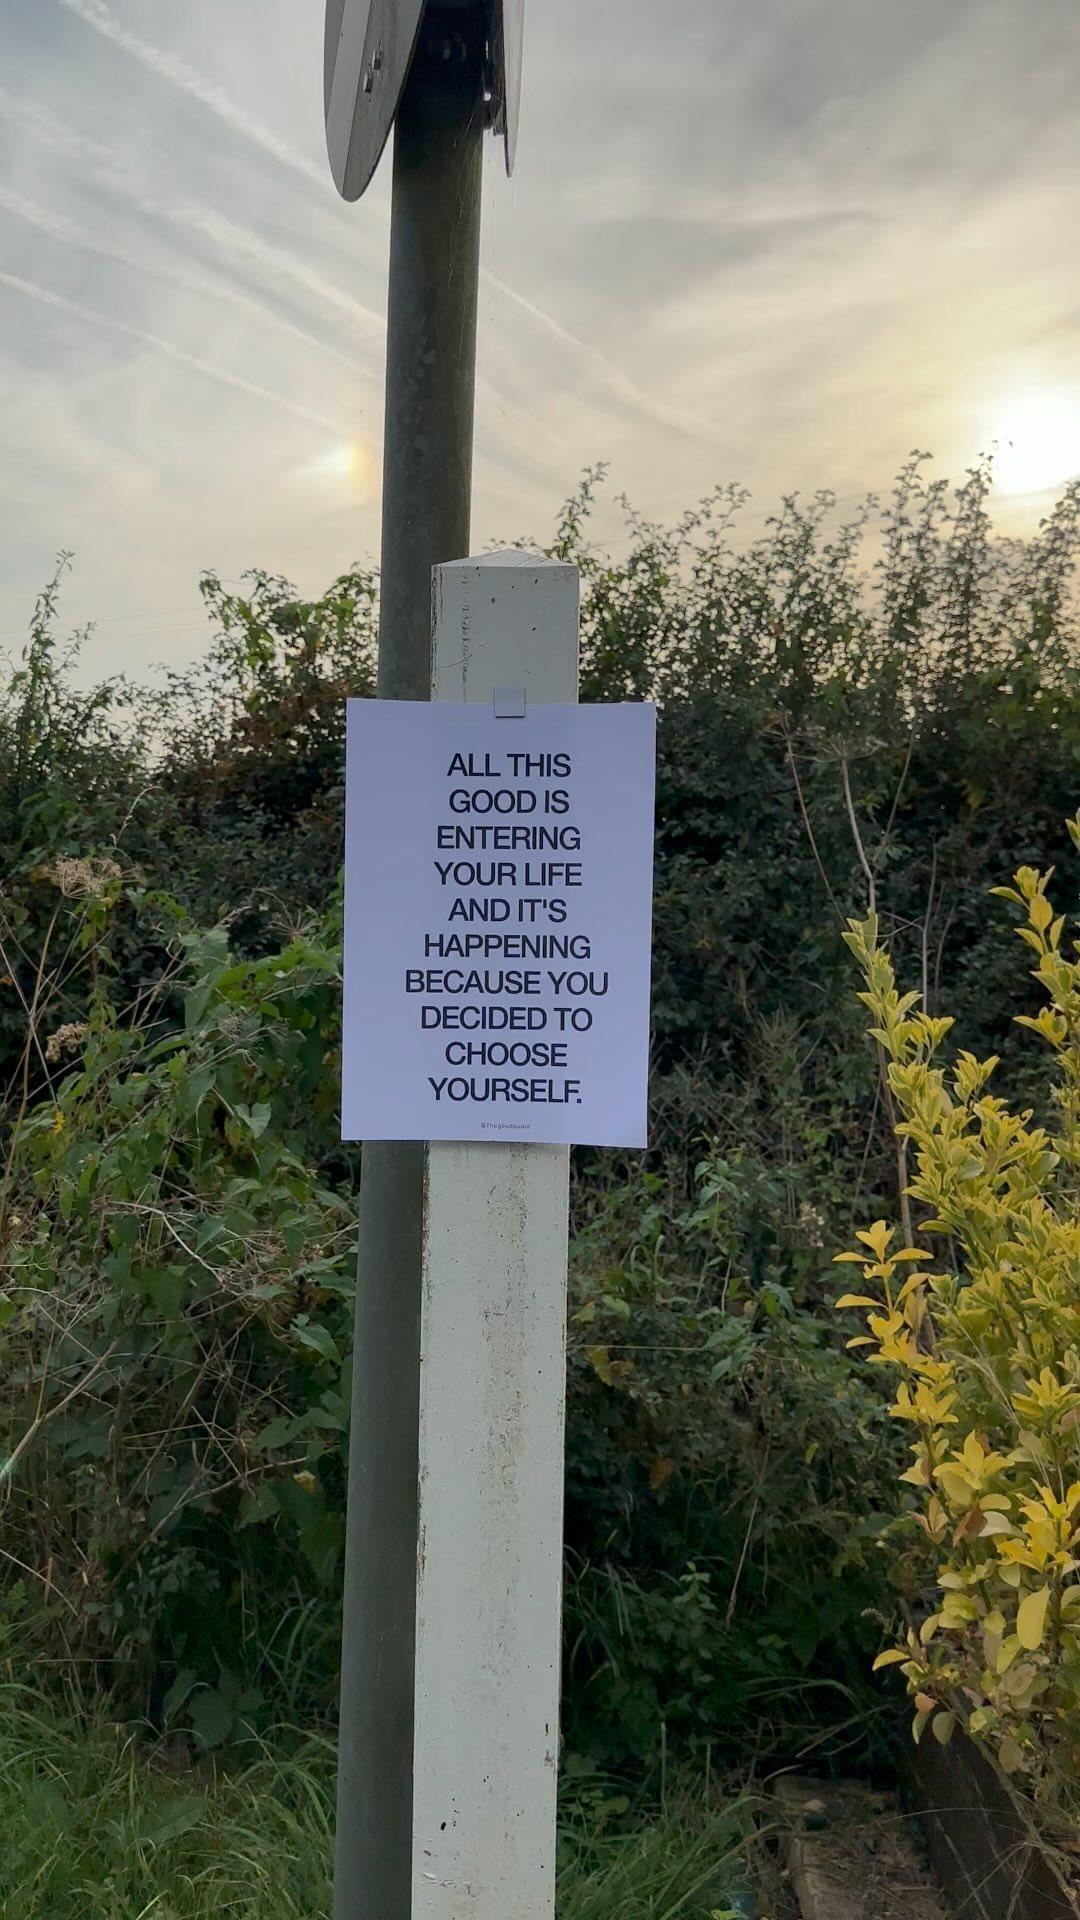 ALL THIS
GOOD IS
ENTERING
YOUR LIFE
AND IT'S
HAPPENING
BECAUSE YOU
DECIDED TO
CHOOSE
YOURSELF.